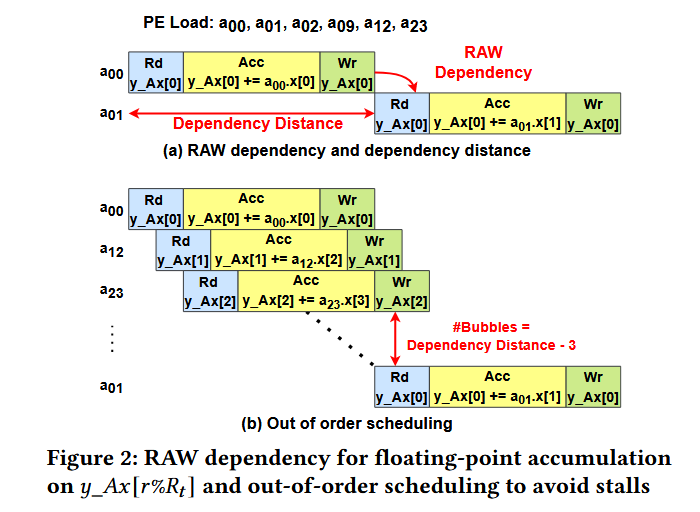 PE Load: a00, a01, a02, a09, a12, a23
RAW
Dependency
a00
Rd
y_Ax[0]
Acc
y_Ax[0] += a00.x[0]
Wr
y_Ax[0]
a01
Dependency Distance
Rd
y_Ax[0]
Acc
y_Ax[0] += a01.x[1]
Wr
y_Ax[0]
(a) RAW dependency and dependency distance
a00
Rd
y_Ax[0]
Acc
y_Ax[0] += a00.x[0]
Wr
y_Ax[0]
a12
Rd
y_Ax[1]
Acc
y_Ax[1] += a12.x[2]
Wr
y_Ax[1]
a23
Rd
y_Ax[2]
Acc
y_Ax[2] += a23.x[3]
Wr
y_Ax[2]
#Bubbles =
Dependency Distance - 3
a01
Rd
y_Ax[0]
Acc
y_Ax[0] += a01.x[1]
Wr
y_Ax[0]
(b) Out of order scheduling
Figure 2: RAW dependency for floating-point accumulation
on y_Ax[r%Rt] and out-of-order scheduling to avoid stalls